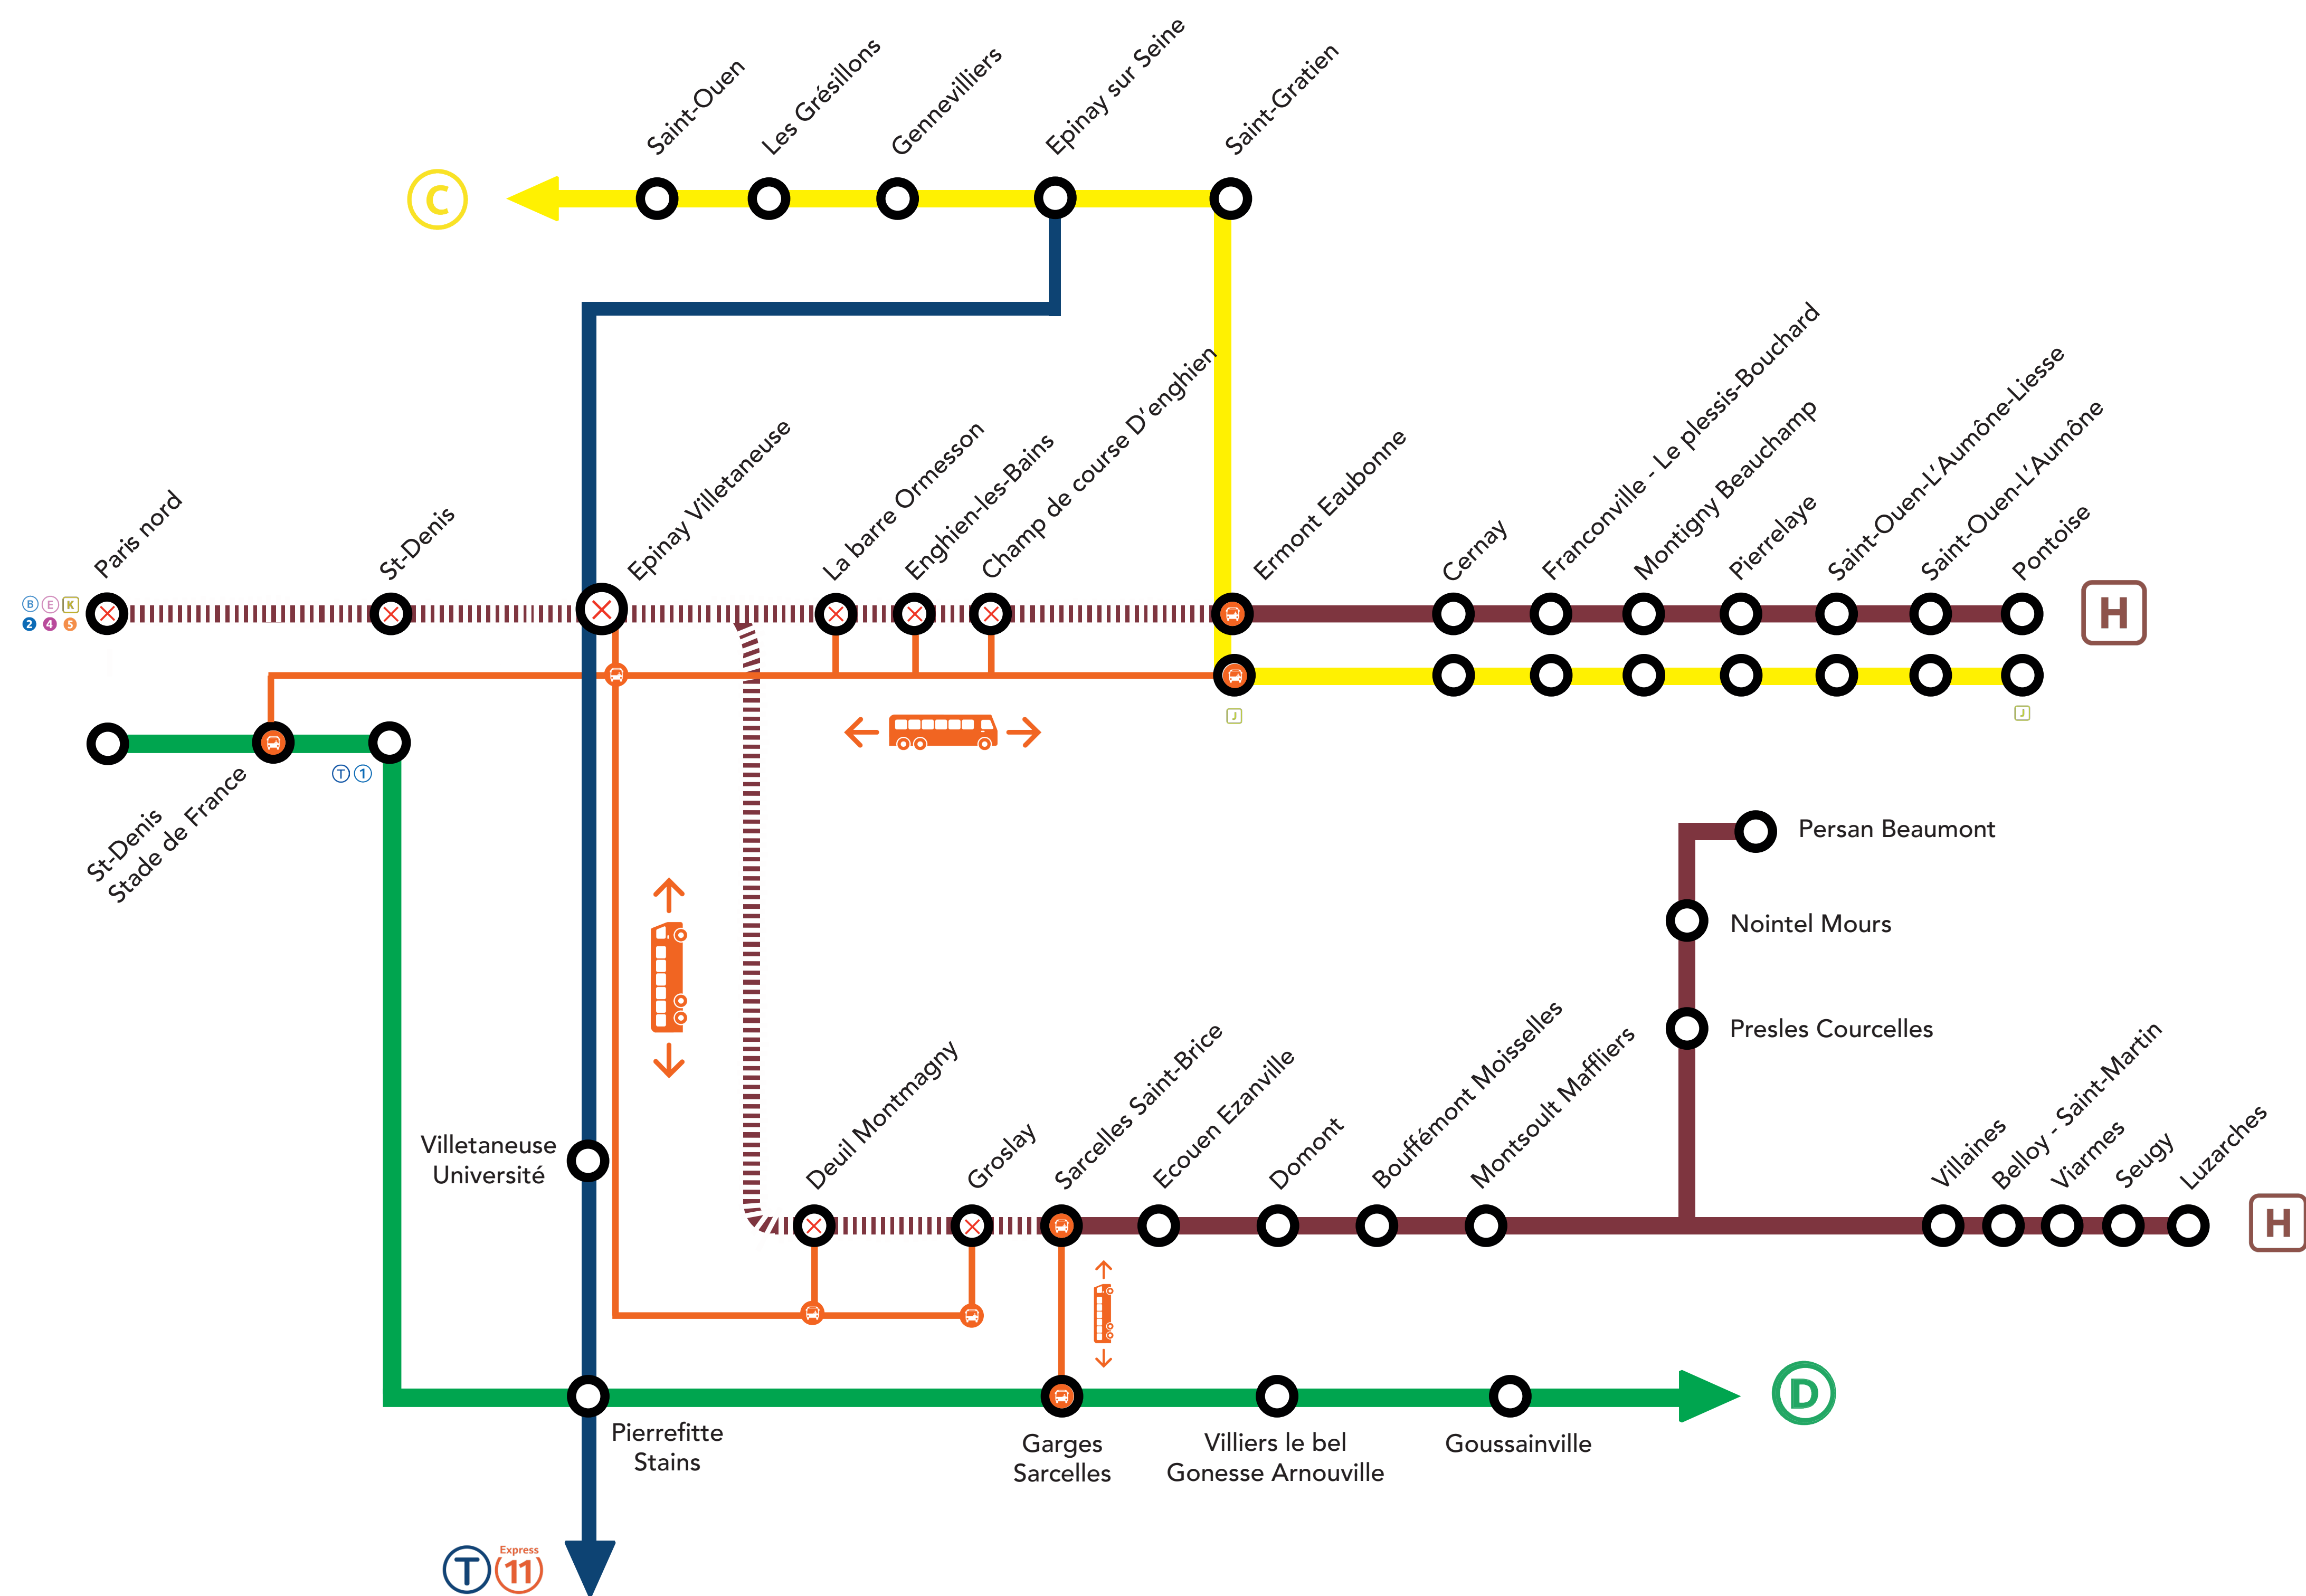 Saint-Ouen
Les Grésillons
Gennevilliers
Epinay sur Seine
Saint-Gratien
C
Paris nord
St-Denis
Epinay Villetaneuse
La barre Ormesson
Enghien-les-Bains
Champ de course D'enghien
Ermont Eaubonne
Cernay
Franconville - Le plessis-Bouchard
Montigny Beauchamp
Pierrelaye
Saint-Ouen-L'Aumône-Liesse
Saint-Ouen-L'Aumône
Pontoise
B E K
2 4 5
H
J
J
T 1
St-Denis
Stade de France
Persan Beaumont
Nointel Mours
Presles Courcelles
Villetaneuse
Université
Deuil Montmagny
Groslay
Sarcelles Saint-Brice
Ecouen Ezanville
Domont
Bouffémont Moisselles
Montsoult Maffliers
Villaines
Belloy - Saint-Martin
Viarmes
Seugy
Luzarches
H
D
Pierrefitte
Stains
Garges
Sarcelles
Villiers le bel
Gonesse Arnouville
Goussainville
Express
T 11